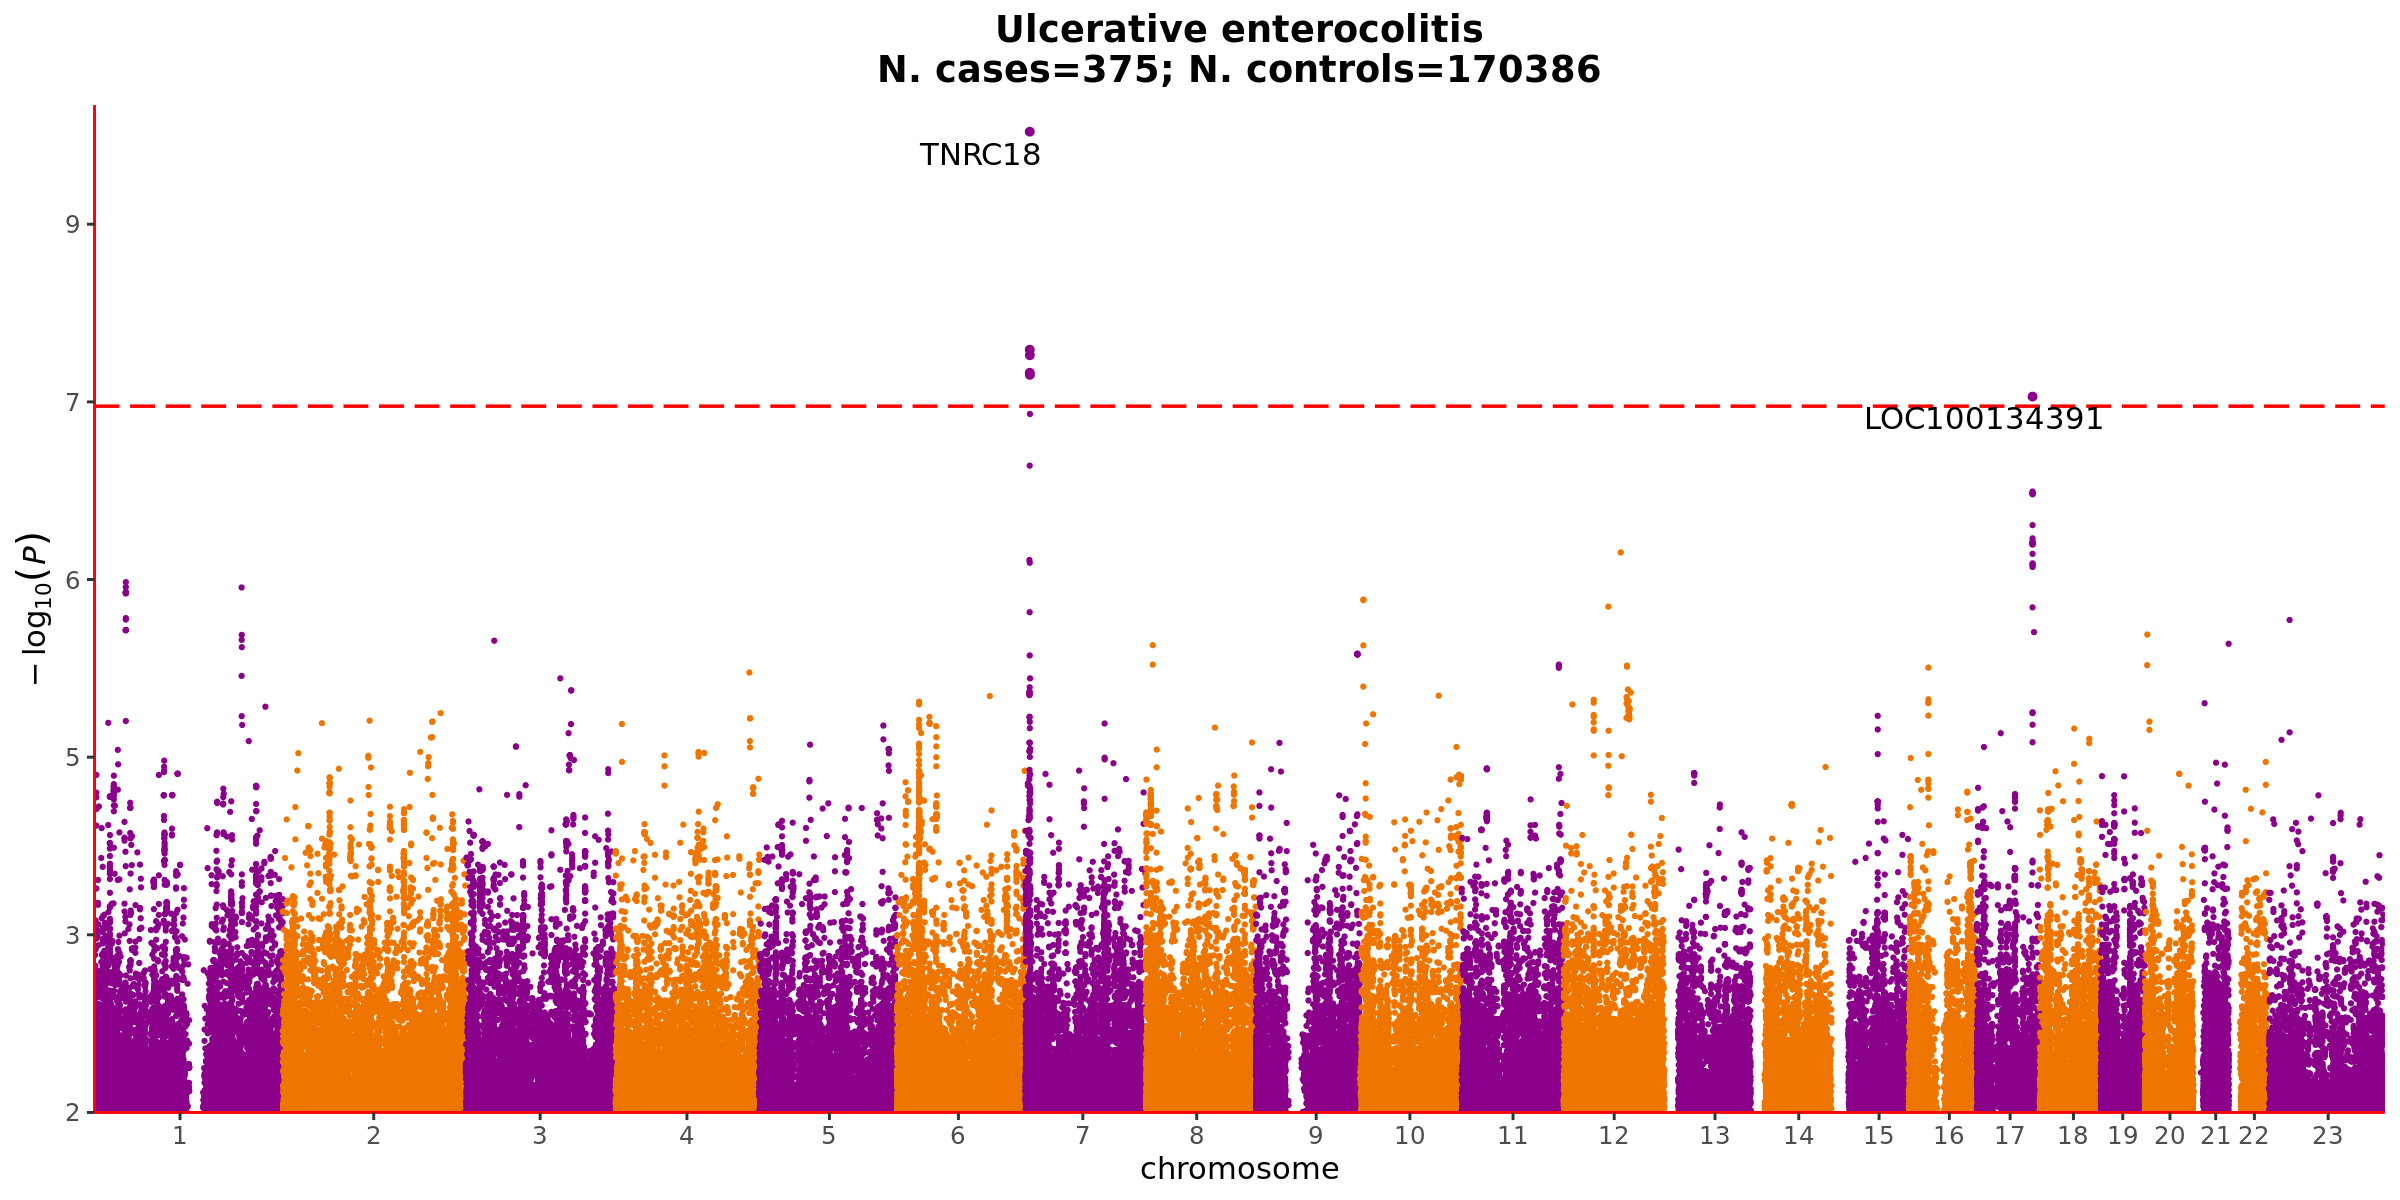 Ulcerative enterocolitis
N. cases=375; N. controls=170386
TNRC18
9
7
LOC100134391
6
5
3
2
−log10(P)
1 2 3 4 5 6 7 8 9 10 11 12 13 14 15 16 17 18 19 20 21 22 23
chromosome